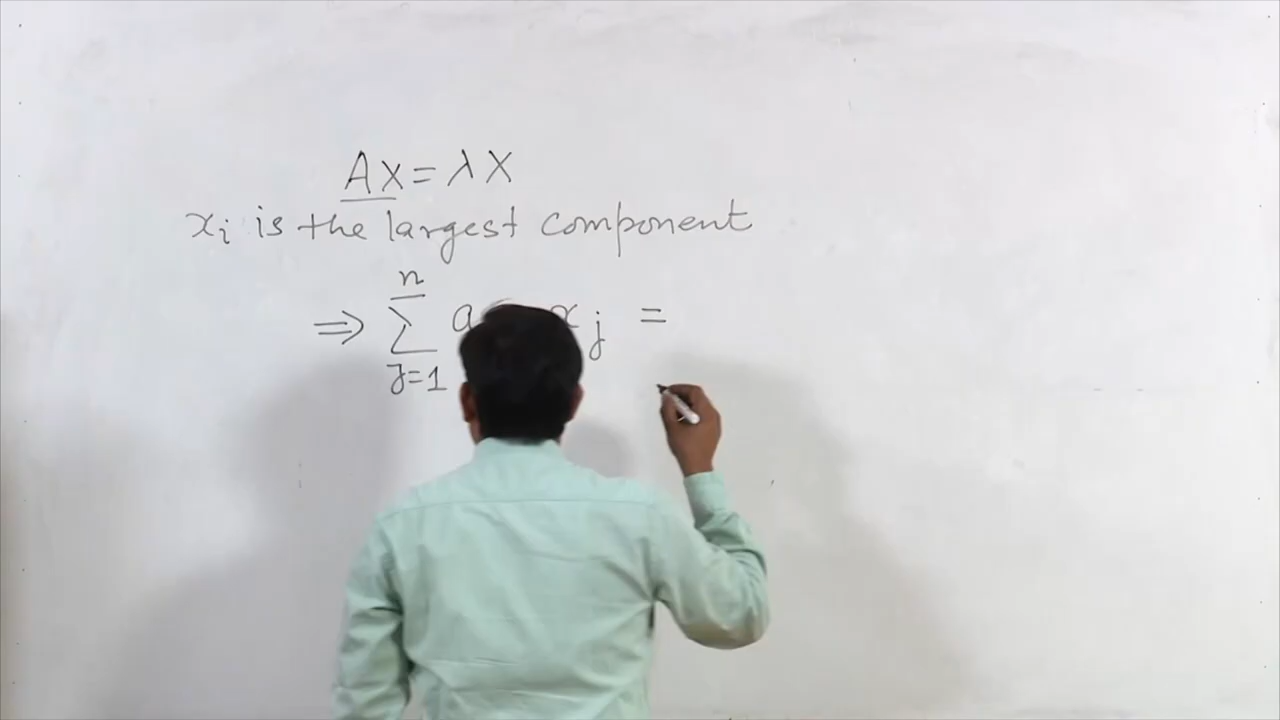 AX = λX
xi is the largest component
n
⇒ ∑ a xj =
J=1